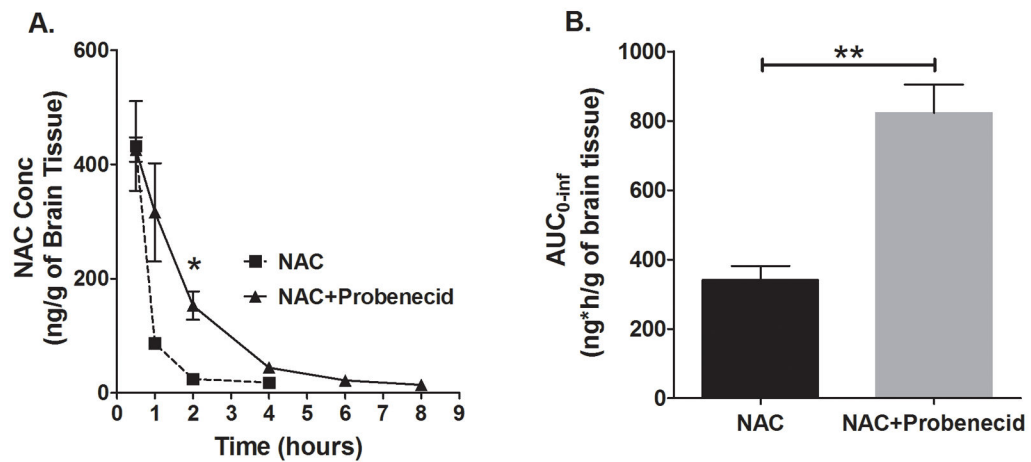 A.
NAC Conc
(ng/g of Brain Tissue)
600
400
200
0
0 1 2 3 4 5 6 7 8 9
Time (hours)
*
NAC
NAC+Probenecid
B.
AUC0-inf
(ng*h/g of brain tissue)
1000
800
600
400
200
0
**
NAC NAC+Probenecid